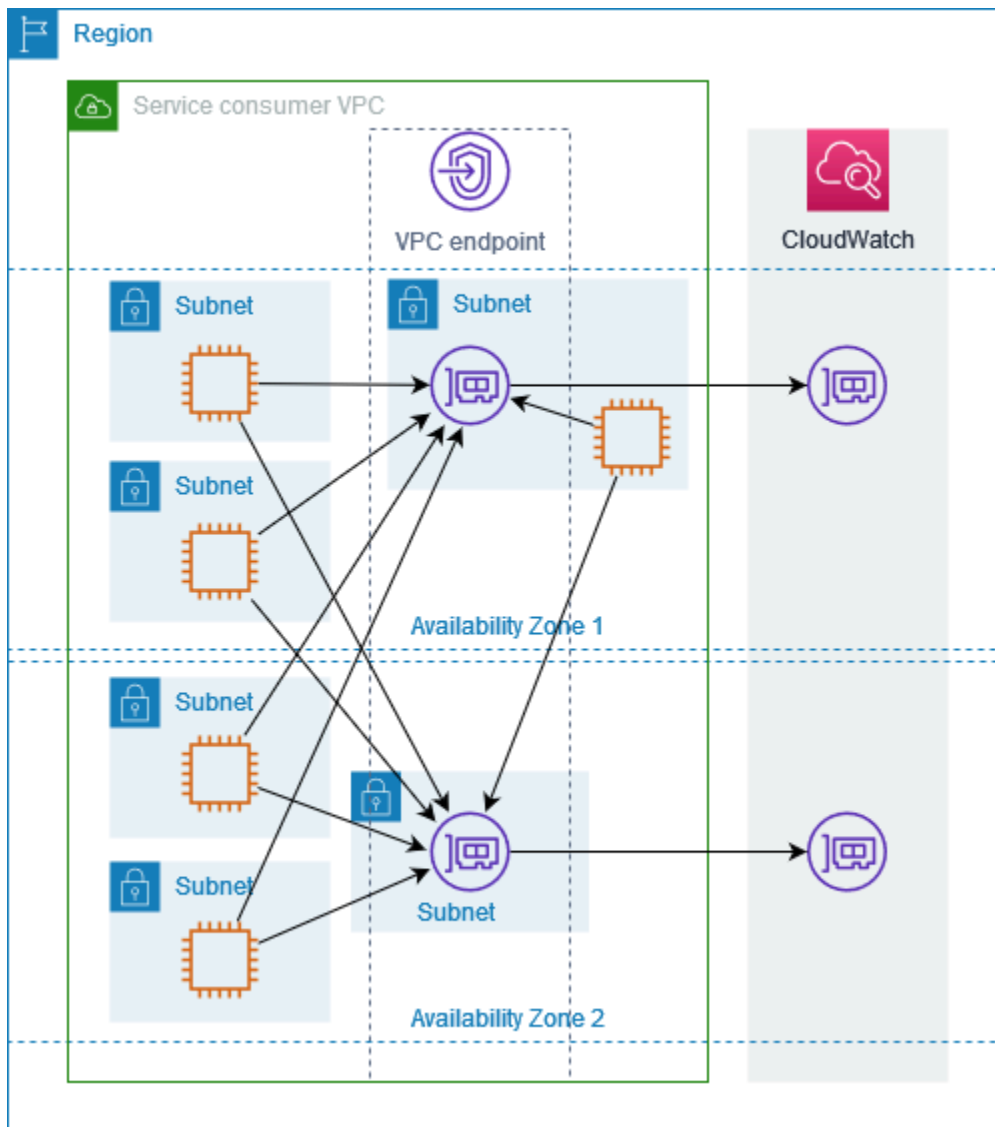 Region
Service consumer VPC
VPC endpoint
CloudWatch
Subnet
Subnet
Subnet
Availability Zone 1
Subnet
Subnet
Subnet
Availability Zone 2